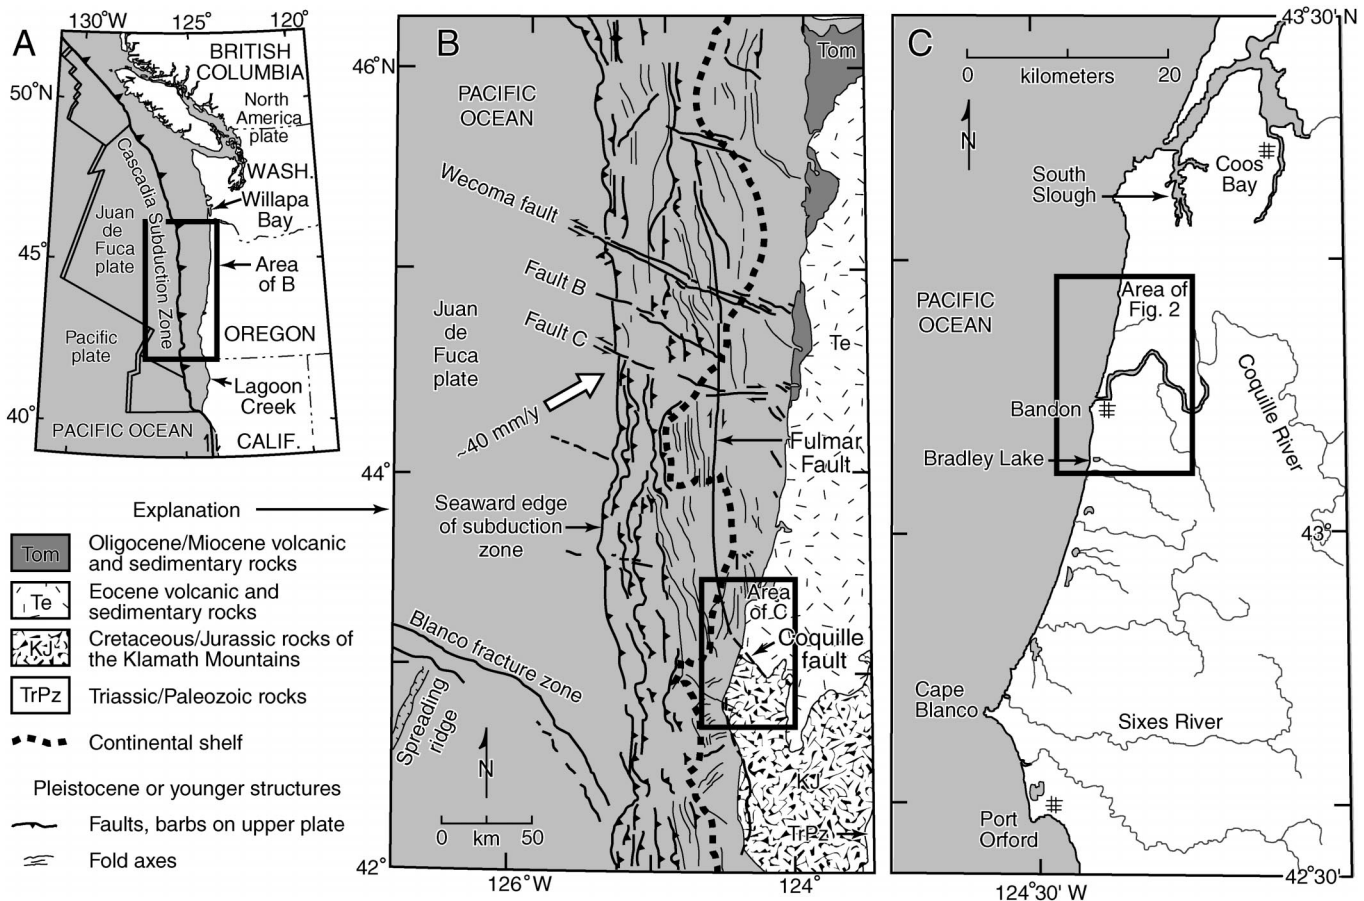 A
130°W
125°
120°
BRITISH
COLUMBIA
50°N
North
America
plate
WASH.
Willapa
Bay
Cascadia Subduction Zone
Juan
de
Fuca
plate
45°
Area
of B
Pacific
plate
OREGON
Lagoon
Creek
40°
PACIFIC OCEAN
CALIF.
Explanation
Tom
Oligocene/Miocene volcanic
and sedimentary rocks
Te
Eocene volcanic and
sedimentary rocks
KJ
Cretaceous/Jurassic rocks of
the Klamath Mountains
TrPz
Triassic/Paleozoic rocks
Continental shelf
Pleistocene or younger structures
Faults, barbs on upper plate
Fold axes
B
46°N
Tom
PACIFIC
OCEAN
Wecoma fault
Fault B
Fault C
Juan
de
Fuca
plate
Te
~40 mm/y
Fulmar
Fault
44°
Seaward edge
of subduction
zone
Area
of C
Coquille
fault
Blanco fracture zone
Spreading
ridge
N
0 km 50
KJ
TrPz
42°
126°W
124°
C
43°30' N
0 20
kilometers
N
South
Slough
Coos
Bay
PACIFIC
OCEAN
Area of
Fig. 2
Coquille River
Bandon
Bradley Lake
43°
Cape
Blanco
Sixes River
Port
Orford
42°30' N
124°30' W